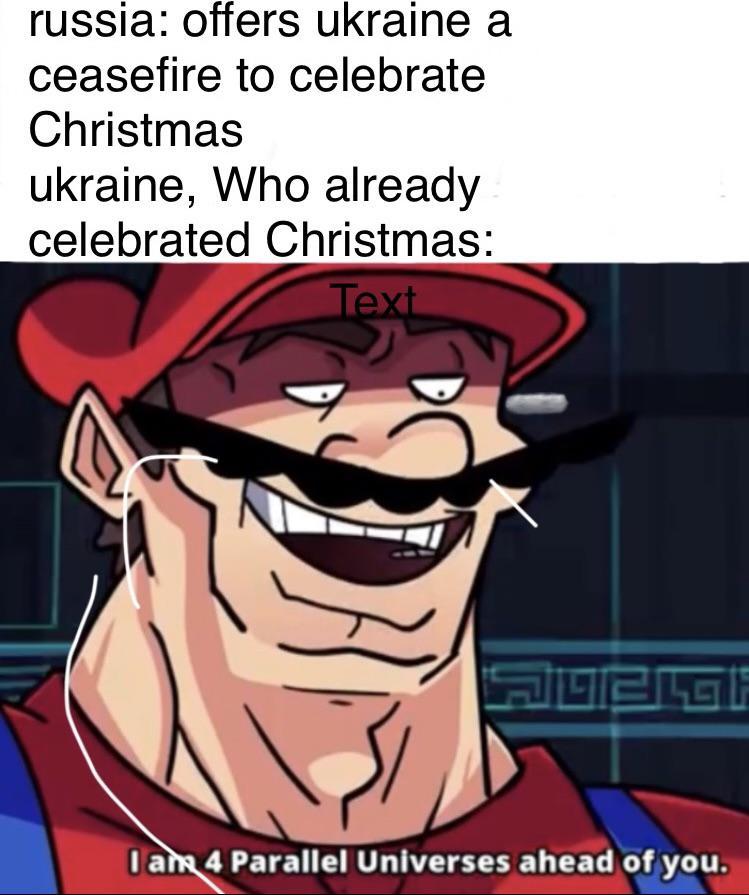 russia: offers ukraine a
ceasefire to celebrate
Christmas
ukraine, Who already
celebrated Christmas:
Text
I am 4 Parallel Universes ahead of you.